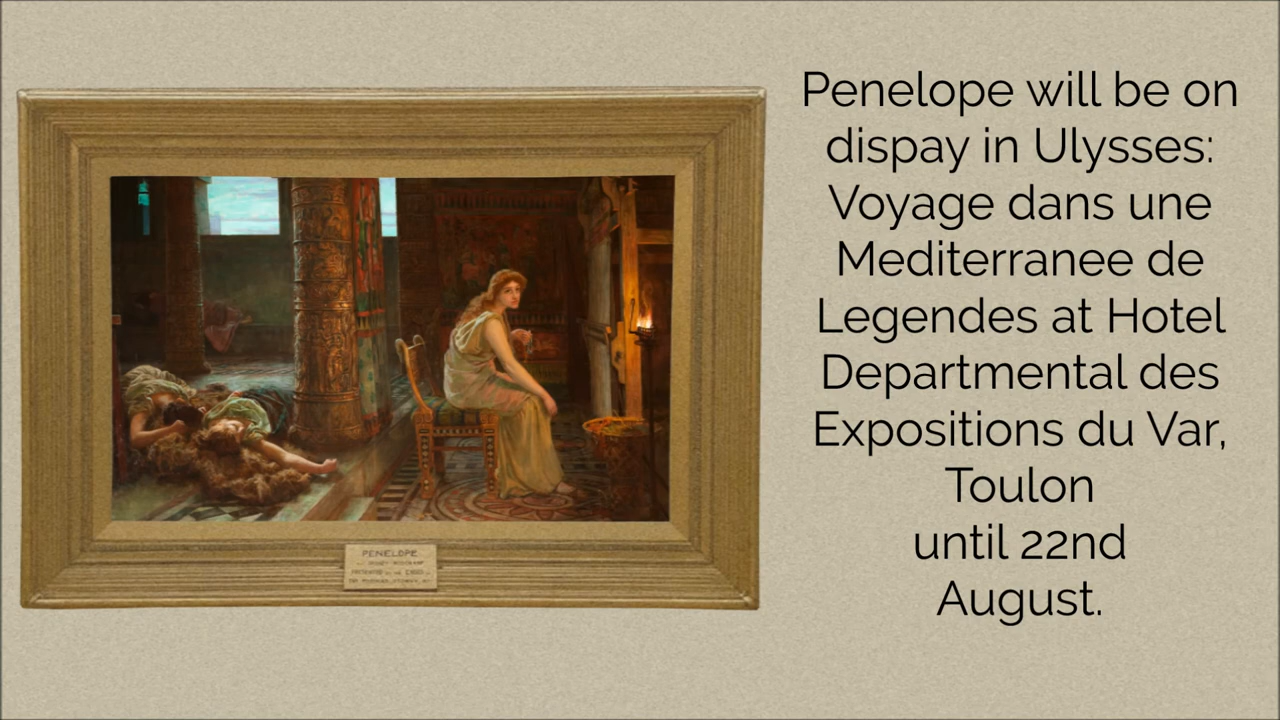 Penelope will be on
dispay in Ulysses:
Voyage dans une
Mediterranee de
Legendes at Hotel
Departmental des
Expositions du Var,
Toulon
until 22nd
August.
PENELOPE